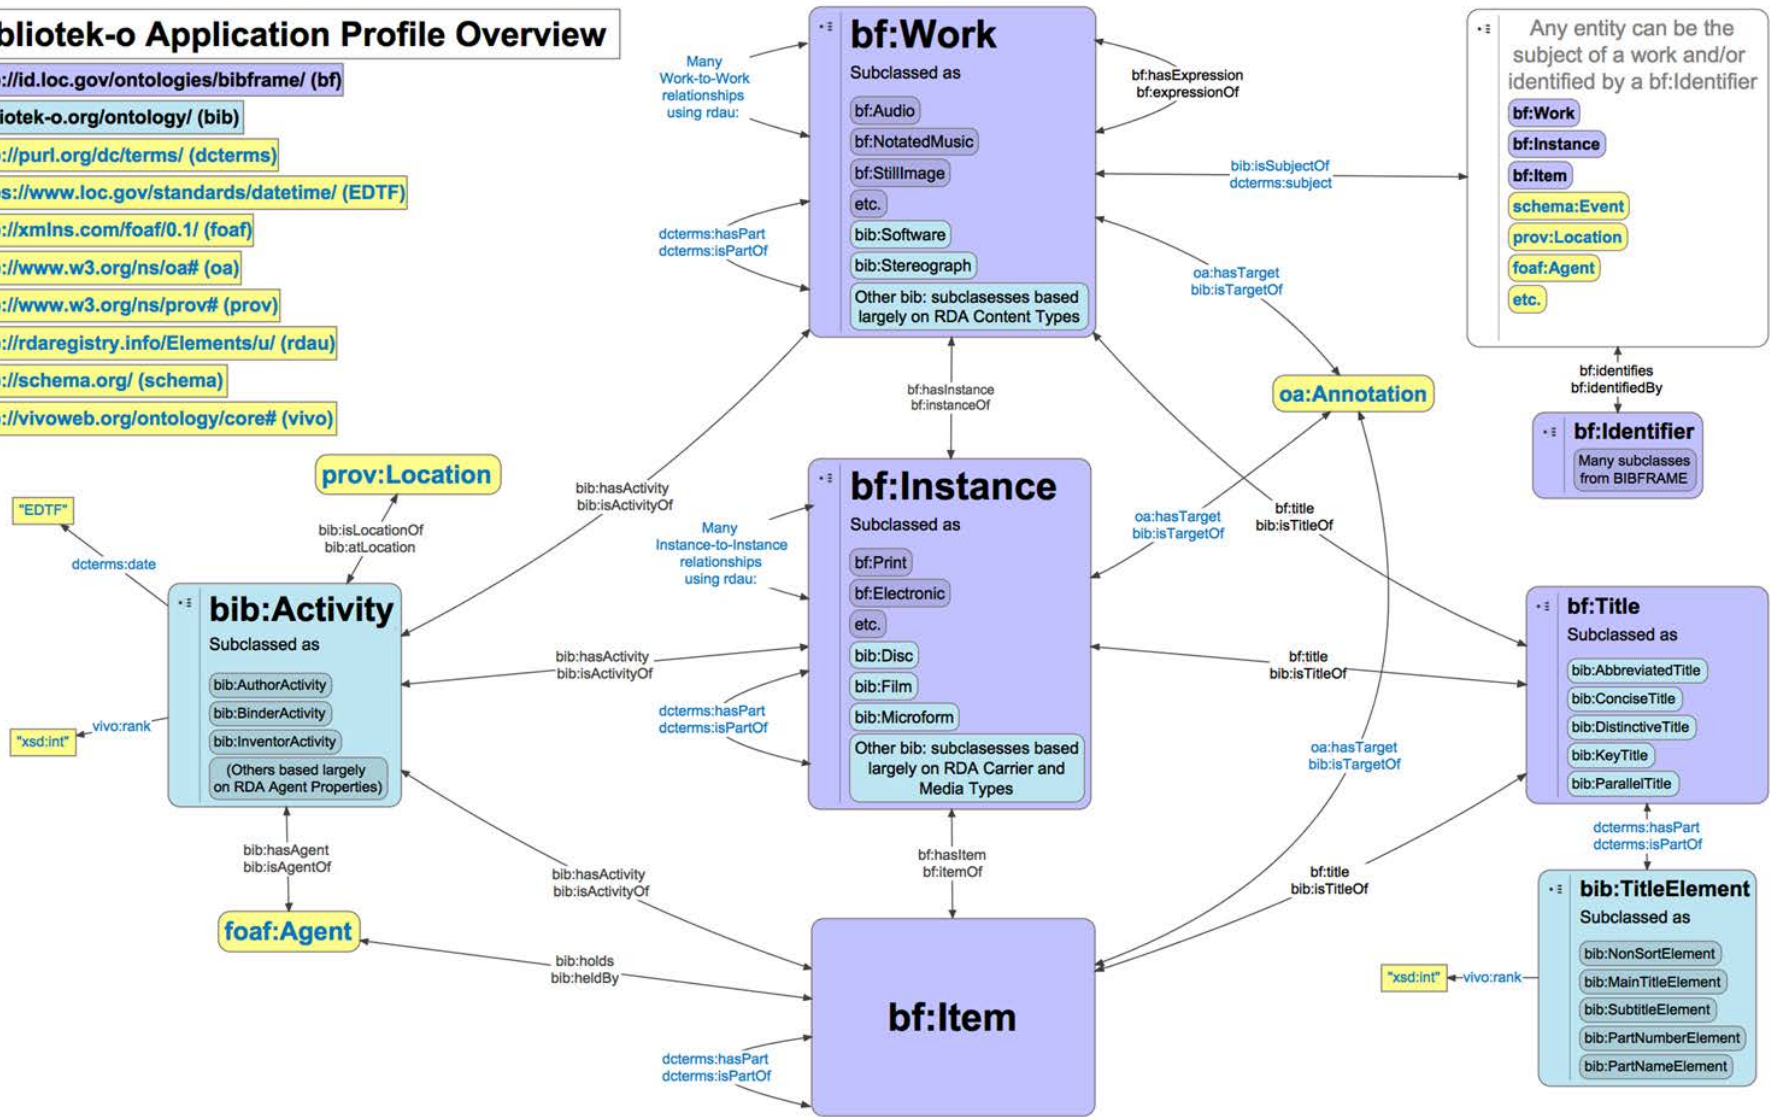 bliotek-o Application Profile Overview
://id.loc.gov/ontologies/bibframe/ (bf)
iotek-o.org/ontology/ (bib)
://purl.org/dc/terms/ (dcterms)
s://www.loc.gov/standards/datetime/ (EDTF)
://xmlns.com/foaf/0.1/ (foaf)
://www.w3.org/ns/oa# (oa)
://www.w3.org/ns/prov# (prov)
://rdaregistry.info/Elements/u/ (rdau)
://schema.org/ (schema)
://vivoweb.org/ontology/core# (vivo)
Many
Work-to-Work
relationships
using rdau:
dcterms:hasPart
dcterms:isPartOf
bf:Work
Subclassed as
bf:Audio
bf:NotatedMusic
bf:StillImage
etc.
bib:Software
bib:Stereograph
Other bib: subclasesses based
largely on RDA Content Types
bf:hasExpression
bf:expressionOf
bib:isSubjectOf
dcterms:subject
oa:hasTarget
bib:isTargetOf
Any entity can be the
subject of a work and/or
identified by a bf:Identifier
bf:Work
bf:Instance
bf:Item
schema:Event
prov:Location
foaf:Agent
etc.
bf:identifies
bf:identifiedBy
bf:Identifier
Many subclasses
from BIBFRAME
oa:Annotation
bf:hasInstance
bf:instanceOf
prov:Location
"EDTF"
dcterms:date
bib:isLocationOf
bib:atLocation
bib:hasActivity
bib:isActivityOf
bib:Activity
Subclassed as
bib:AuthorActivity
bib:BinderActivity
bib:InventorActivity
(Others based largely
on RDA Agent Properties)
"xsd:int"
vivo:rank
bib:hasActivity
bib:isActivityOf
Many
Instance-to-Instance
relationships
using rdau:
dcterms:hasPart
dcterms:isPartOf
bf:Instance
Subclassed as
bf:Print
bf:Electronic
etc.
bib:Disc
bib:Film
bib:Microform
Other bib: subclasesses based
largely on RDA Carrier and
Media Types
oa:hasTarget
bib:isTargetOf
bf:title
bib:isTitleOf
bf:title
bib:isTitleOf
oa:hasTarget
bib:isTargetOf
bf:Title
Subclassed as
bib:AbbreviatedTitle
bib:ConciseTitle
bib:DistinctiveTitle
bib:KeyTitle
bib:ParallelTitle
dcterms:hasPart
dcterms:isPartOf
bib:hasAgent
bib:isAgentOf
foaf:Agent
bib:hasActivity
bib:isActivityOf
bib:holds
bib:heldBy
bf:hasItem
bf:itemOf
bf:title
bib:isTitleOf
bf:Item
dcterms:hasPart
dcterms:isPartOf
bib:TitleElement
Subclassed as
bib:NonSortElement
bib:MainTitleElement
bib:SubtitleElement
bib:PartNumberElement
bib:PartNameElement
"xsd:int"
vivo:rank